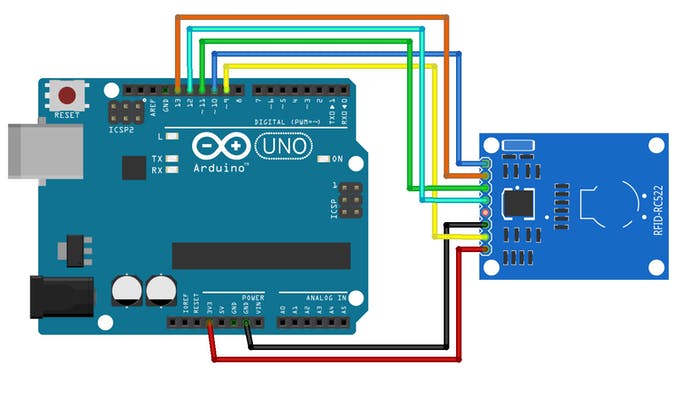 RESET
ICSP2
AREF
GND
13
12
~11
~10
~9
8
7
~6
~5
4
~3
2
TXD▶1
RXD◀0
DIGITAL (PWM=~)
L
TX
RX
Arduino™
UNO
ON
1
ICSP
RFID-RC522
POWER
ANALOG IN
IOREF
RESET
3V3
5V
GND
GND
VIN
A0
A1
A2
A3
A4
A5